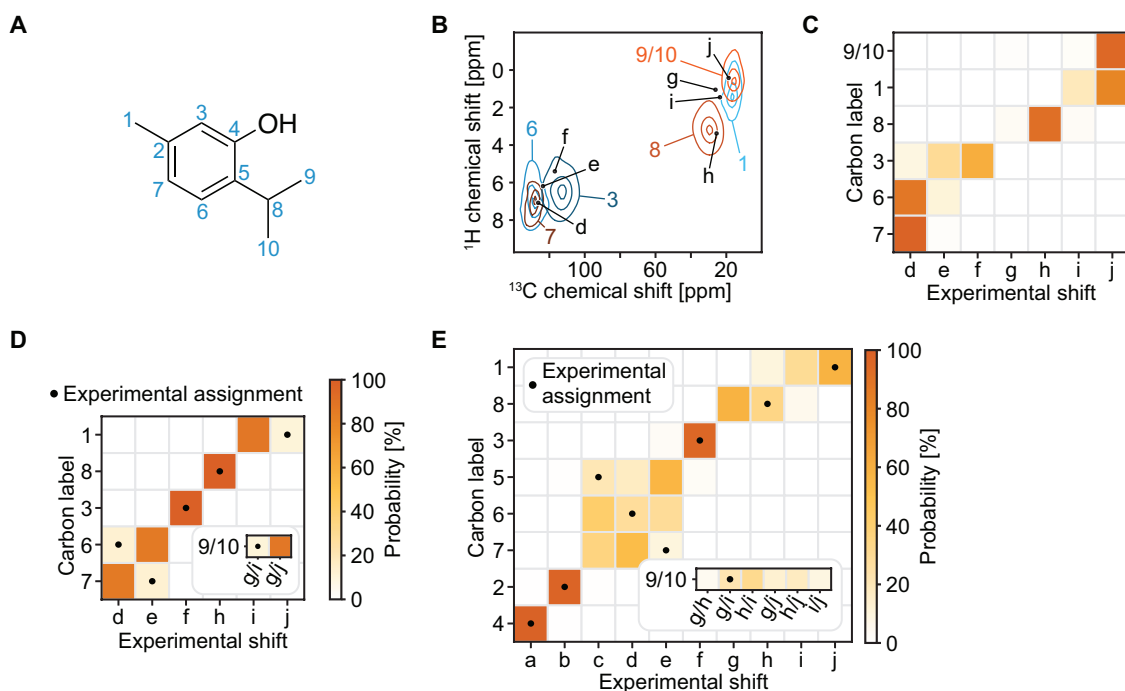 A
1
2
3
4
5
6
7
8
9
10
OH
B
0
2
4
6
8
¹H chemical shift [ppm]
100
60
20
¹³C chemical shift [ppm]
9/10
j
g
i
8
h
1
6
f
e
3
d
7
C
9/10
1
8
3
6
7
Carbon label
d e f g h i j
Experimental shift
D
Experimental assignment
1
8
3
6
7
Carbon label
d e f h i j
Experimental shift
9/10
g/i g/j
100
80
60
40
20
0
Probability [%]
E
Experimental
assignment
1
8
3
5
6
7
2
4
Carbon label
a b c d e f g h i j
Experimental shift
9/10
g/h g/i h/i g/j h/j i/j
100
80
60
40
20
0
Probability [%]